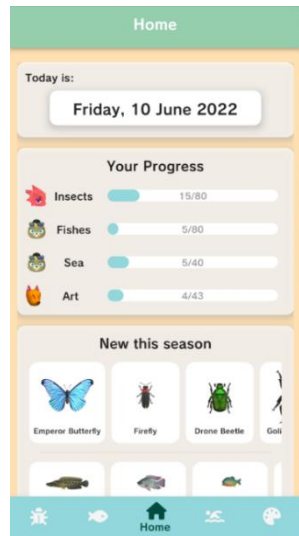 Home
Today is:
Friday, 10 June 2022
Your Progress
Insects 15/80
Fishes 5/80
Sea 5/40
Art 4/43
New this season
Emperor Butterfly Firefly Drone Beetle Goli
Home